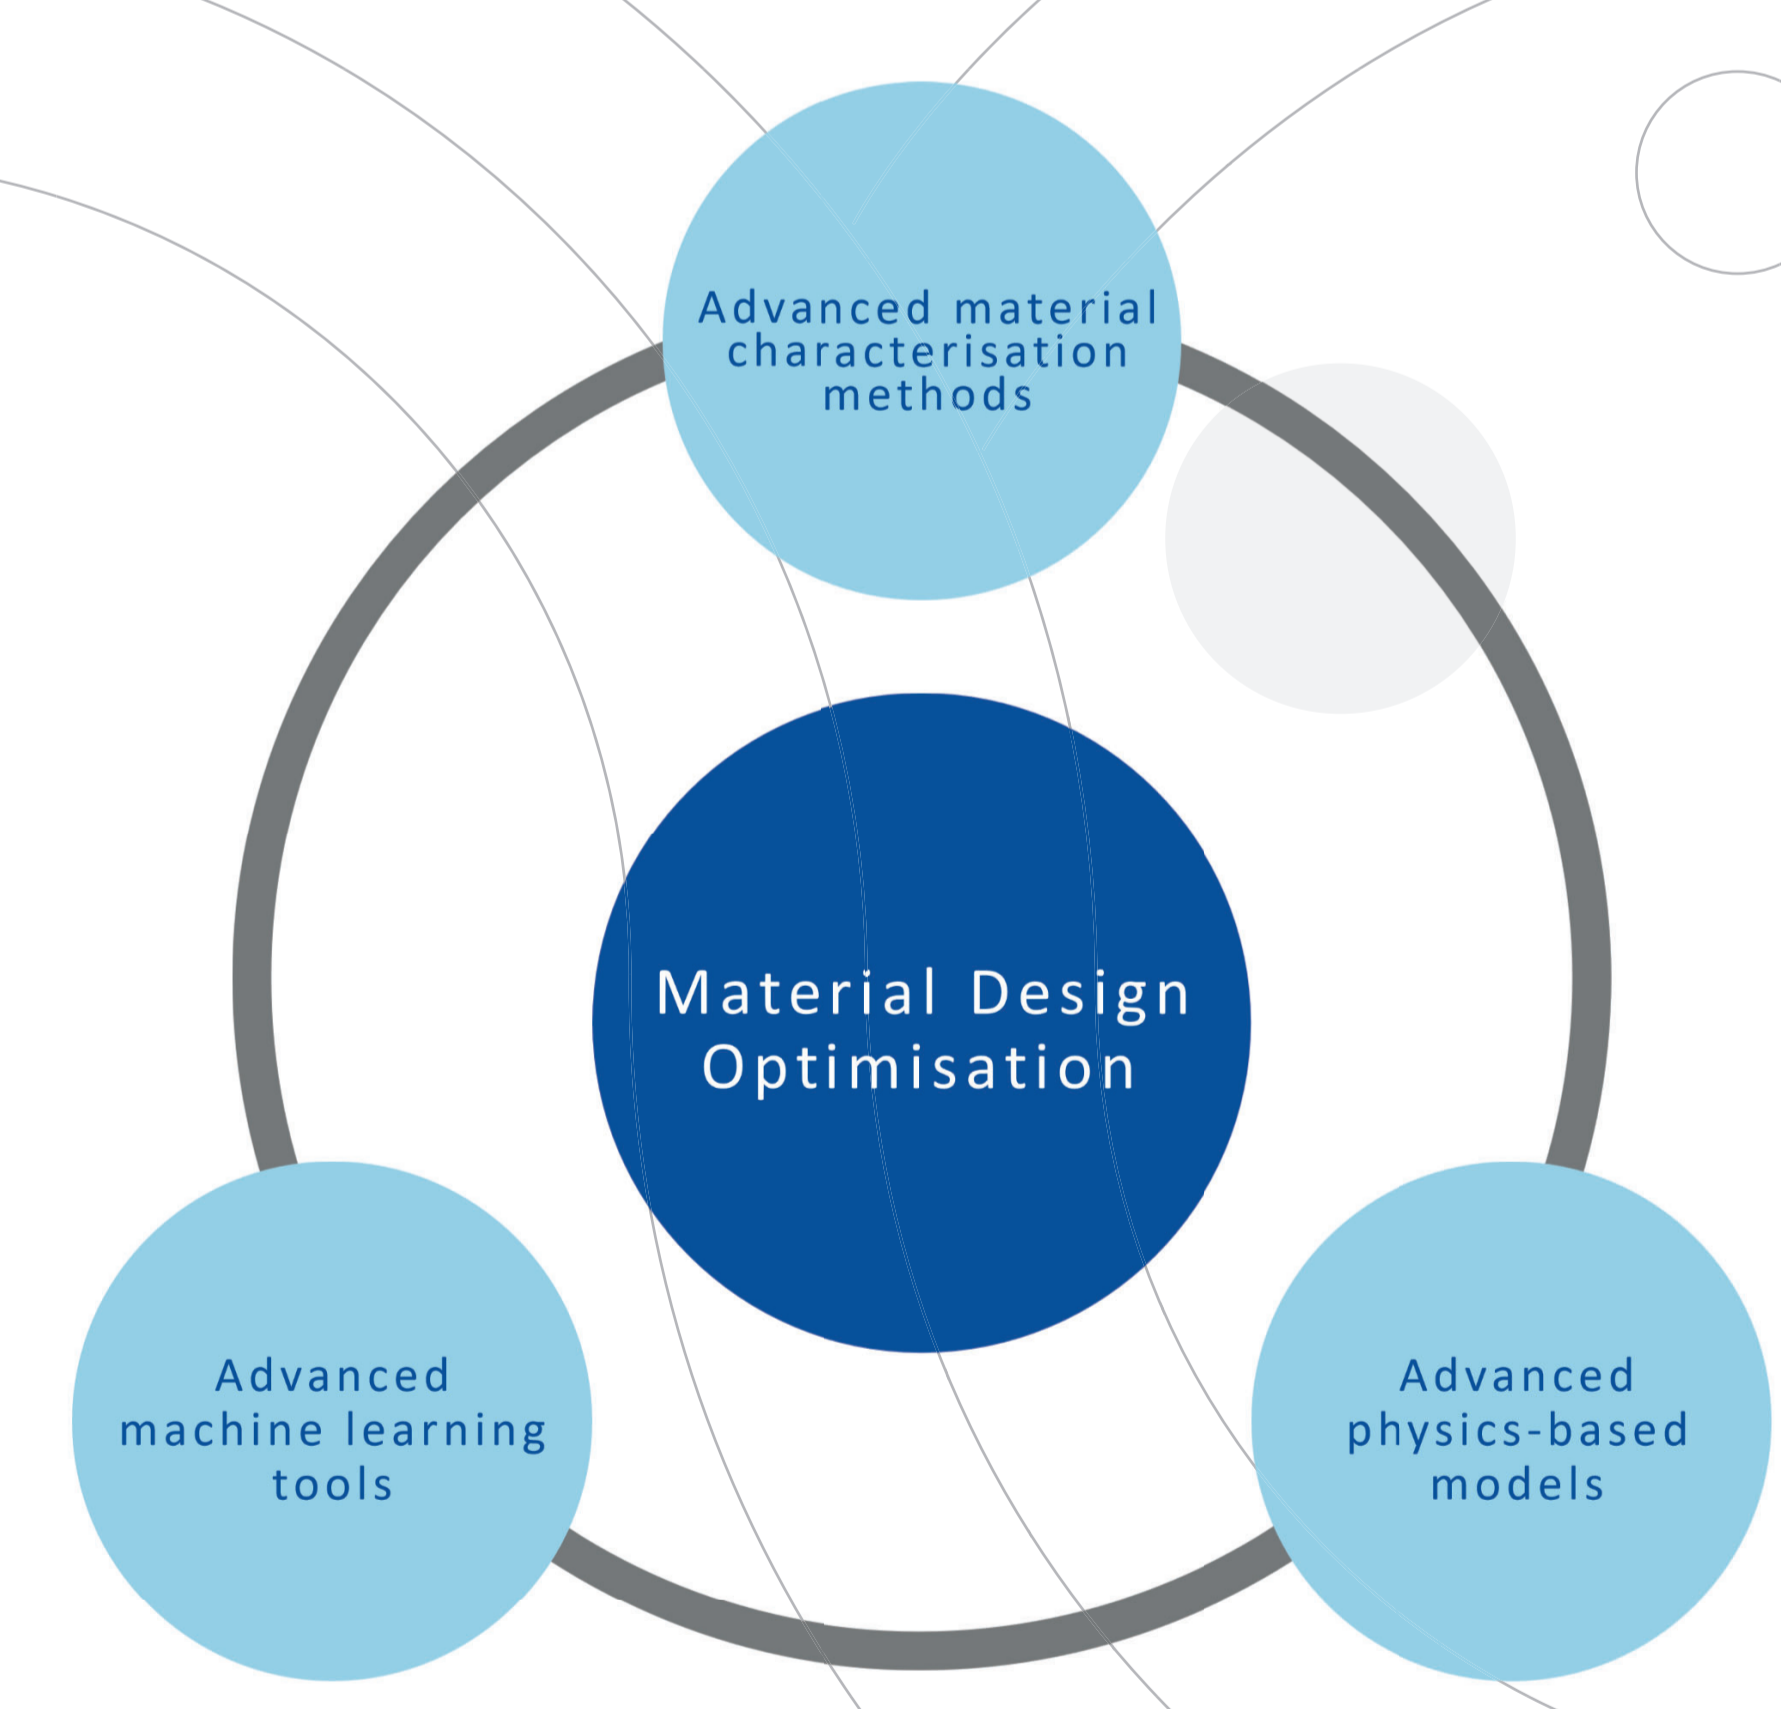 Advanced material
characterisation
methods
Material Design
Optimisation
Advanced
machine learning
tools
Advanced
physics-based
models